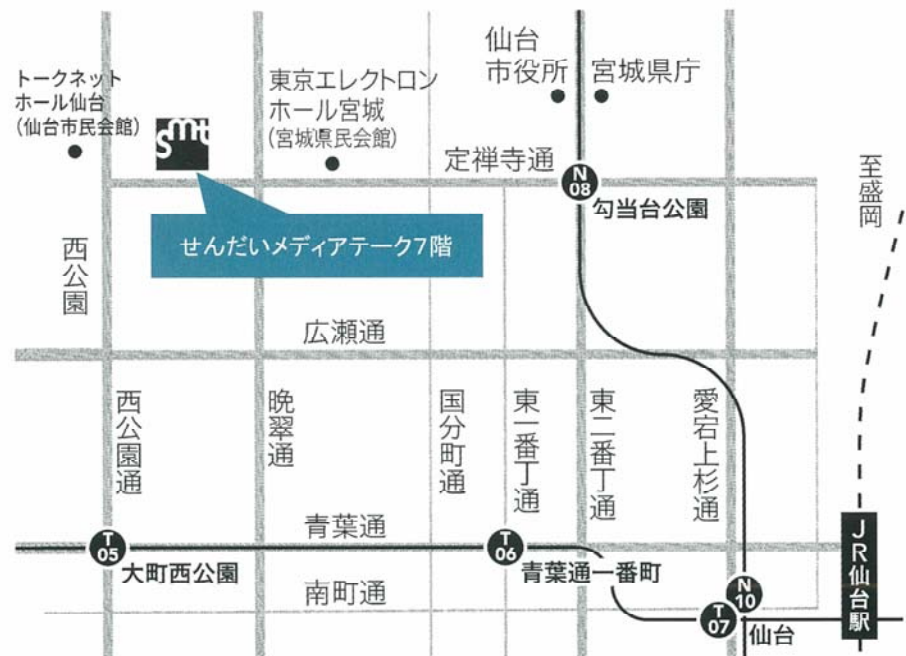 仙台
市役所
宮城県庁
トークネット
ホール仙台
(仙台市民会館)
smt
東京エレクトロン
ホール宮城
(宮城県民会館)
定禅寺通
N
08
勾当台公園
至盛岡
せんだいメディアテーク7階
西公園
広瀬通
西公園通
晩翠通
国分町通
東一番丁通
東二番丁通
愛宕上杉通
青葉通
T
05
大町西公園
T
06
青葉通一番町
南町通
N
10
T
07
仙台
JR仙台駅